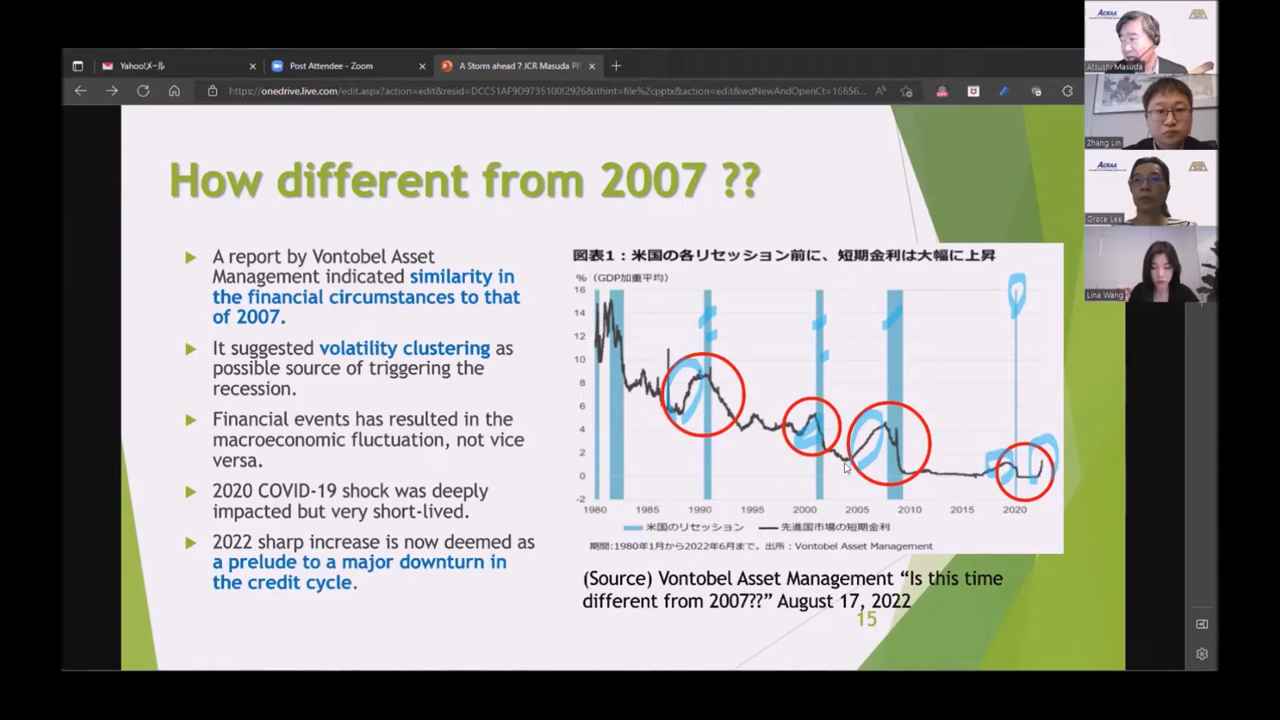 Yahoo!メール
Post Attendee - Zoom
A Storm ahead ? JCR Masuda PP
https://onedrive.live.com/edit.aspx?action=edit&resid=DCC51AF9D9735100!2926&ithint=file%2cpptx&action=edit&wdNewAndOpenCt=16656...
How different from 2007 ??
A report by Vontobel Asset
Management indicated similarity in
the financial circumstances to that
of 2007.
It suggested volatility clustering as
possible source of triggering the
recession.
Financial events has resulted in the
macroeconomic fluctuation, not vice
versa.
2020 COVID-19 shock was deeply
impacted but very short-lived.
2022 sharp increase is now deemed as
a prelude to a major downturn in
the credit cycle.
図表1：米国の各リセッション前に、短期金利は大幅に上昇
% （GDP加重平均）
16
14
12
10
8
6
4
2
0
-2
1980 1985 1990 1995 2000 2005 2010 2015 2020
米国のリセッション 先進国市場の短期金利
期間:1980年1月から2022年6月まで。出所：Vontobel Asset Management
(Source) Vontobel Asset Management “Is this time
different from 2007??” August 17, 2022
15
ACRAA
Atsushi Masuda
Zhang Lin
ACRAA
Grace Lee
Lina Wang